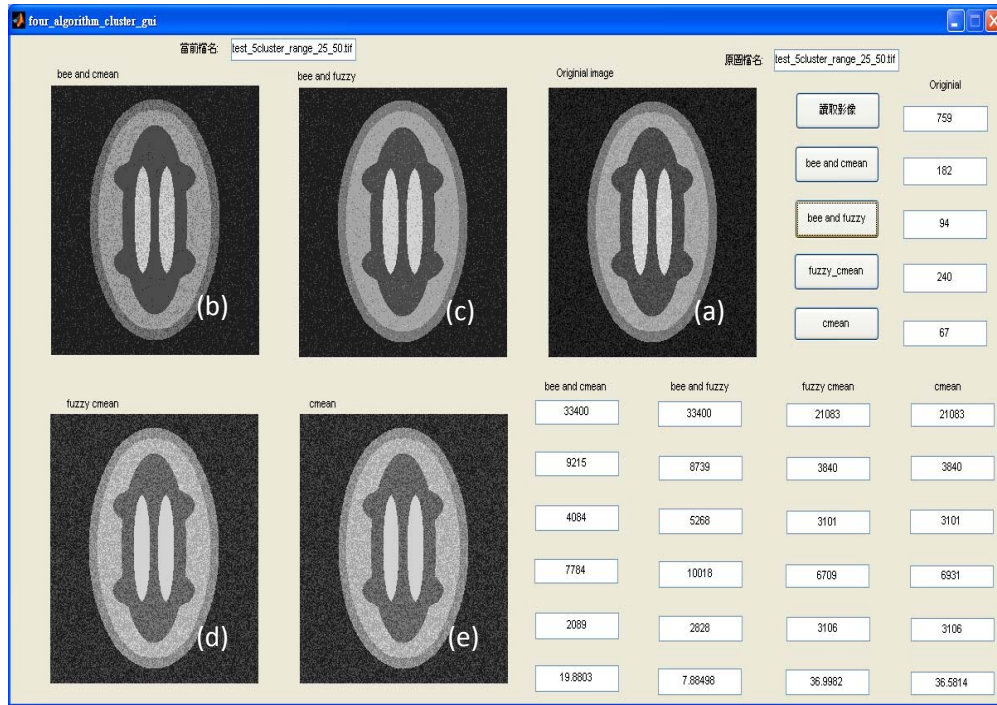 four_algorithm_cluster_gui
當前檔名: test_5cluster_range_25_50.tif
原圖檔名: test_5cluster_range_25_50.tif
bee and cmean
bee and fuzzy
Originial image
Originial
(b)
(c)
(a)
讀取影像
759
bee and cmean
182
bee and fuzzy
94
fuzzy_cmean
240
cmean
67
fuzzy cmean
cmean
(d)
(e)
bee and cmean bee and fuzzy fuzzy cmean cmean
33400 33400 21083 21083
9215 8739 3840 3840
4084 5268 3101 3101
7784 10018 6709 6931
2089 2828 3106 3106
19.8803 7.88498 36.9982 36.5814